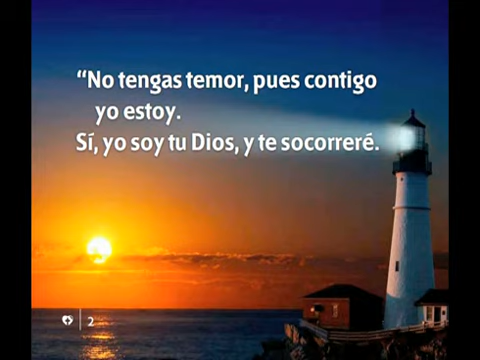 “No tengas temor, pues contigo
yo estoy.
Sí, yo soy tu Dios, y te socorreré.
2